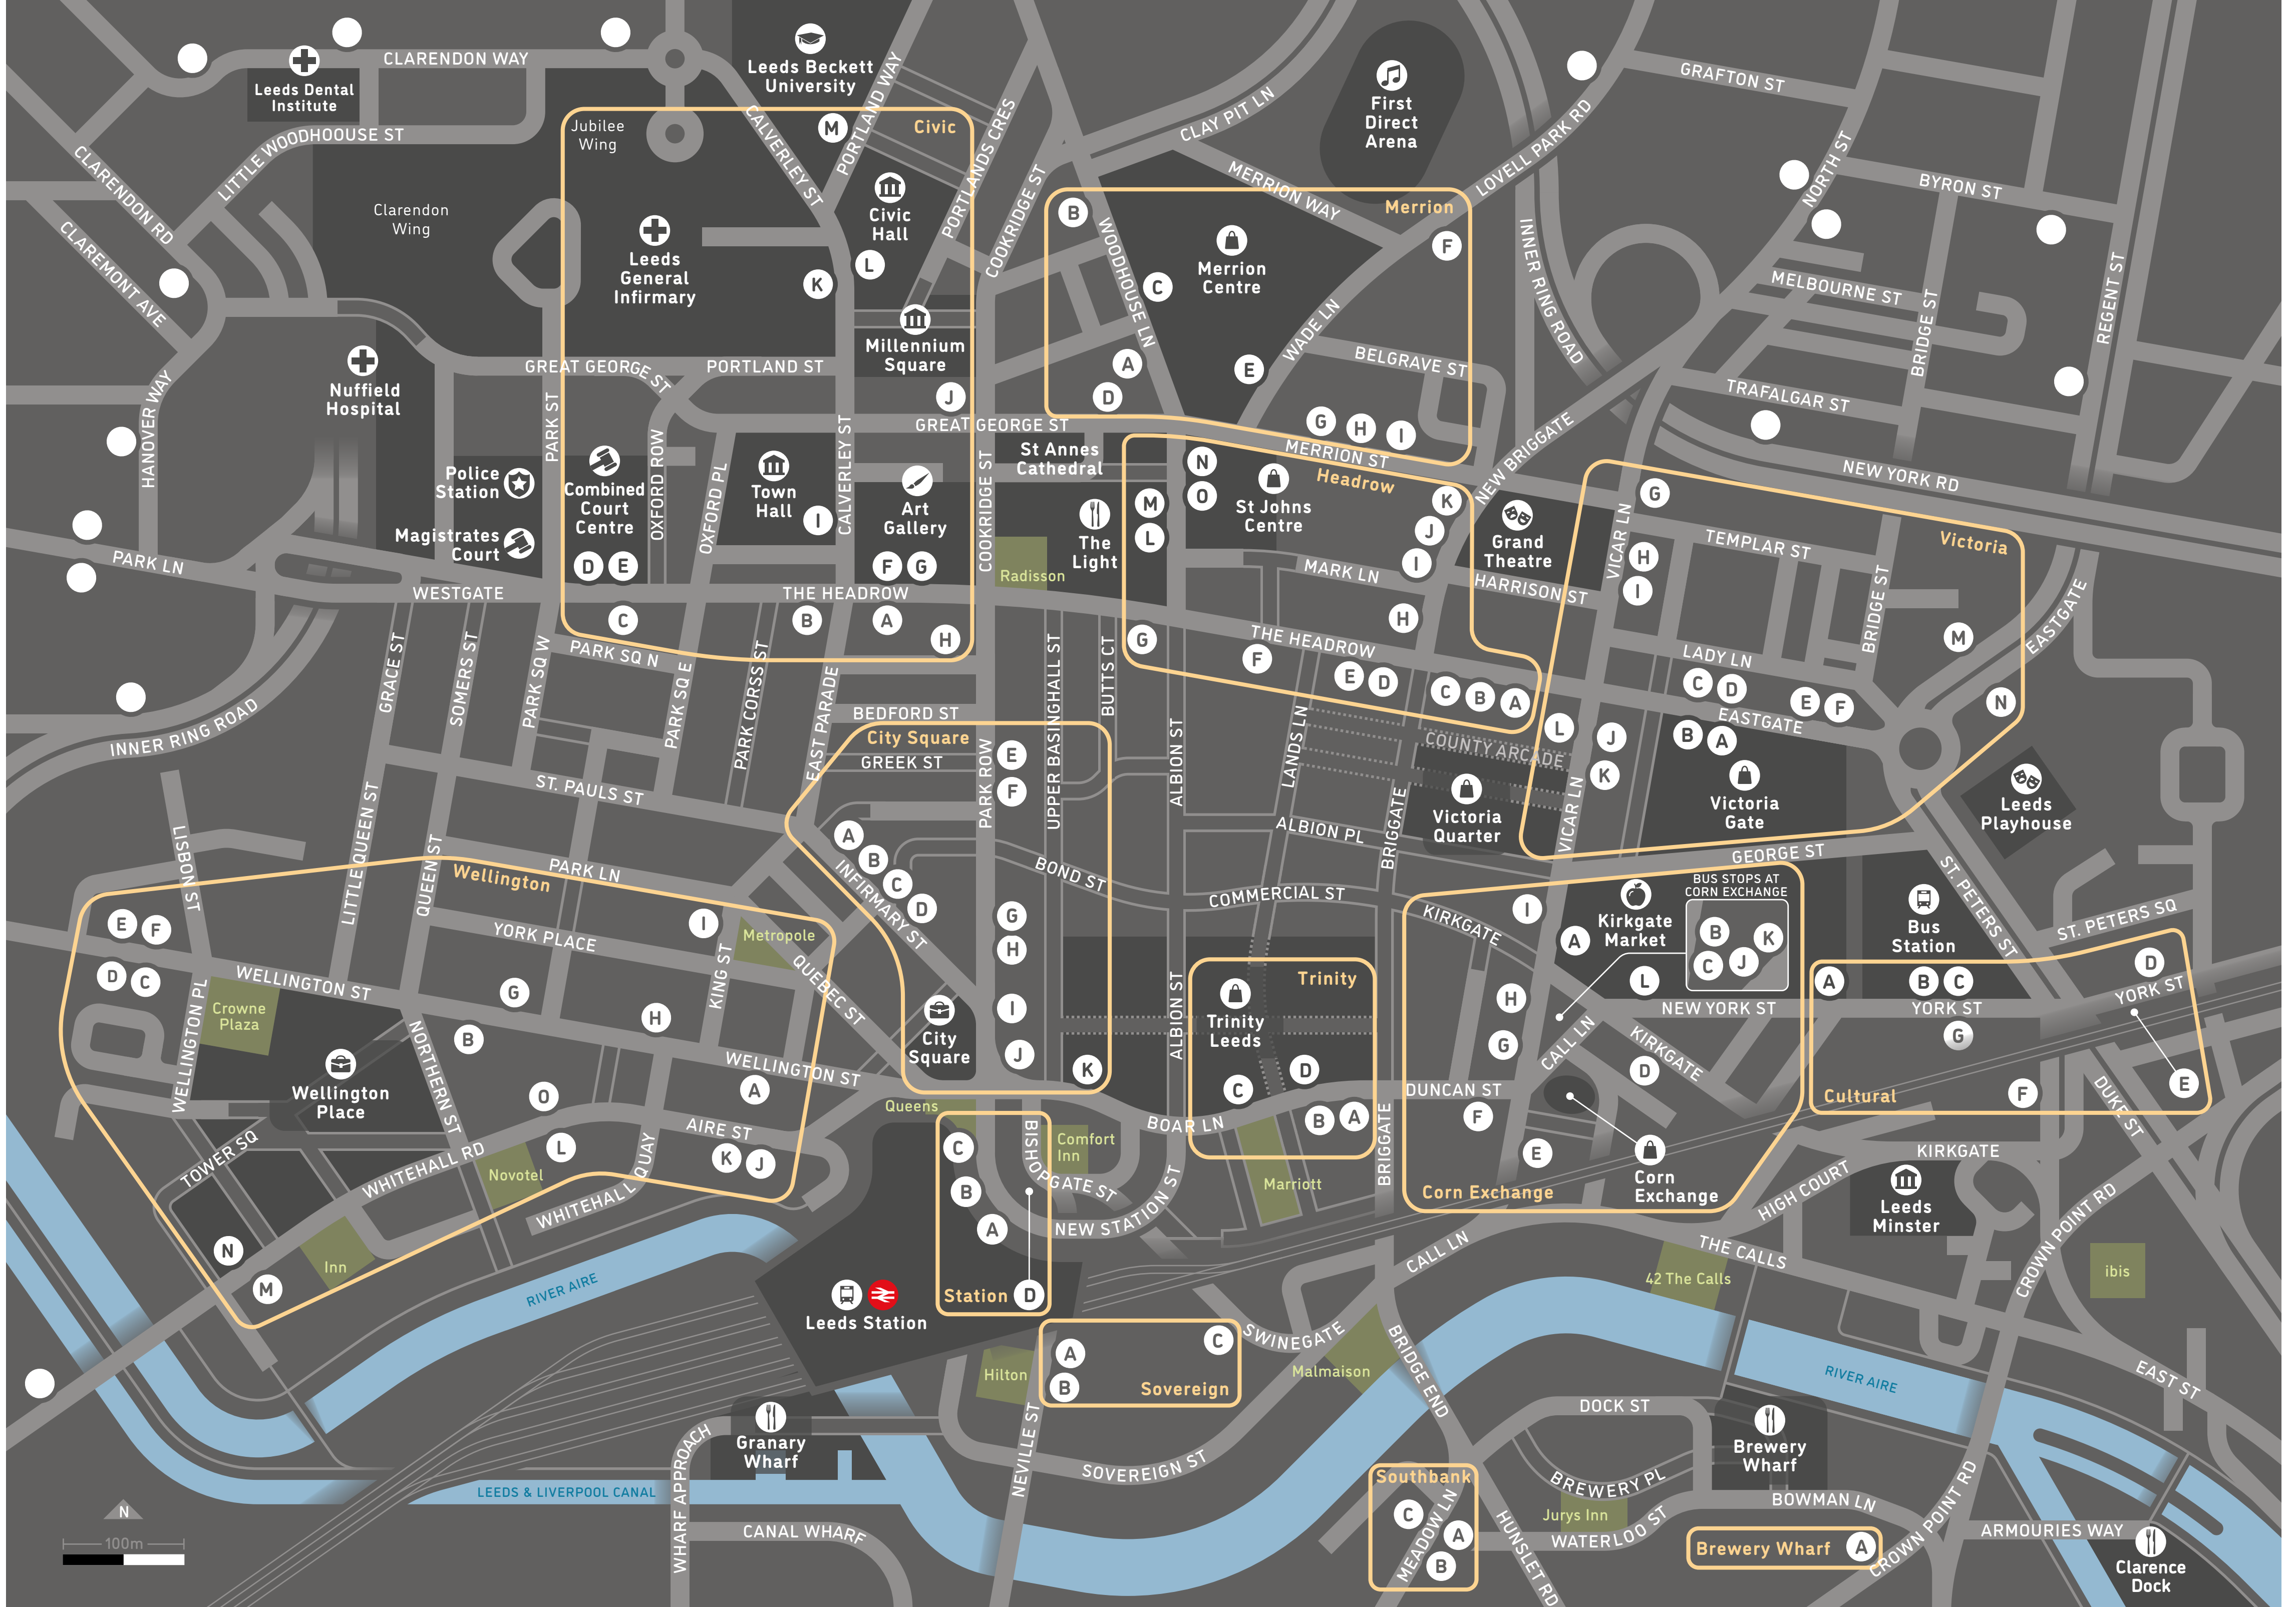 CLARENDON WAY
Leeds Dental
Institute
LITTLE WOODHOOUSE ST
CLARENDON RD
CLAREMONT AVE
Clarendon
Wing
Jubilee
Wing
Leeds Beckett
University
PORTLAND WAY
CALVERLEY ST
M
Civic
PORTLANDS CRES
COOKRIDGE ST
Civic
Hall
Leeds
General
Infirmary
L
K
Millennium
Square
J
CLAY PIT LN
First
Direct
Arena
MERRION WAY
LOVELL PARK RD
Merrion
B
WOODHOUSE LN
Merrion
Centre
C
F
WADE LN
BELGRAVE ST
A
D
E
G
H
I
INNER RING ROAD
GRAFTON ST
NORTH ST
BYRON ST
MELBOURNE ST
BRIDGE ST
REGENT ST
TRAFALGAR ST
NEW YORK RD
Nuffield
Hospital
HANOVER WAY
GREAT GEORGE ST
PORTLAND ST
PARK ST
GREAT GEORGE ST
MERRION ST
NEW BRIGGATE
Police
Station
Magistrates
Court
Combined
Court
Centre
OXFORD ROW
OXFORD PL
Town
Hall
I
CALVERLEY ST
Art
Gallery
COOKRIDGE ST
St Annes
Cathedral
The
Light
Radisson
D
E
F
G
C
B
A
H
PARK LN
WESTGATE
THE HEADROW
N
O
M
L
St Johns
Centre
Headrow
K
J
I
H
MARK LN
Grand
Theatre
HARRISON ST
THE HEADROW
G
F
E
D
C
B
A
VICAR LN
G
H
I
TEMPLAR ST
Victoria
BRIDGE ST
M
EASTGATE
LADY LN
C
D
E
F
N
EASTGATE
B
A
L
J
K
Victoria
Gate
Leeds
Playhouse
INNER RING ROAD
GRACE ST
SOMERS ST
PARK SQ W
PARK SQ N
PARK SQ E
PARK CORSS ST
EAST PARADE
BEDFORD ST
City Square
GREEK ST
PARK ROW
UPPER BASINGHALL ST
BUTTS CT
ALBION ST
LANDS LN
COUNTY ARCADE
Victoria
Quarter
BRIGGATE
VICAR LN
ALBION PL
E
F
A
B
C
D
INFIRMARY ST
G
H
I
J
K
City
Square
BOND ST
COMMERCIAL ST
ST. PAULS ST
LISBON ST
LITTLE QUEEN ST
QUEEN ST
PARK LN
Wellington
YORK PLACE
KING ST
Metropole
QUEBEC ST
I
E
F
D
C
WELLINGTON ST
WELLINGTON PL
Crowne
Plaza
G
H
B
NORTHERN ST
O
WELLINGTON ST
A
Wellington
Place
TOWER SQ
WHITEHALL RD
L
Novotel
AIRE ST
K
J
WHITEHALL QUAY
N
M
Inn
RIVER AIRE
Queens
C
B
A
D
Station
BISHOPGATE ST
Comfort
Inn
NEW STATION ST
BOAR LN
ALBION ST
Trinity
Trinity
Leeds
C
D
B
A
Marriott
BRIGGATE
GEORGE ST
KIRKGATE
I
A
Kirkgate
Market
BUS STOPS AT
CORN EXCHANGE
B
K
C
J
H
G
L
NEW YORK ST
CALL LN
KIRKGATE
D
DUNCAN ST
F
E
Corn
Exchange
Corn Exchange
Bus
Station
ST. PETERS ST
ST. PETERS SQ
A
B
C
D
YORK ST
YORK ST
G
F
E
Cultural
DUKE ST
KIRKGATE
HIGH COURT
Leeds
Minster
CROWN POINT RD
THE CALLS
CALL LN
42 The Calls
ibis
EAST ST
RIVER AIRE
Leeds Station
Hilton
A
B
C
Sovereign
SWINEGATE
Malmaison
BRIDGE END
NEVILLE ST
SOVEREIGN ST
Granary
Wharf
WHARF APPROACH
LEEDS & LIVERPOOL CANAL
CANAL WHARF
Southbank
C
A
B
MEADOW LN
HUNSLET RD
DOCK ST
BREWERY PL
Jurys Inn
WATERLOO ST
Brewery
Wharf
BOWMAN LN
Brewery Wharf
A
CROWN POINT RD
ARMOURIES WAY
Clarence
Dock
N
100m